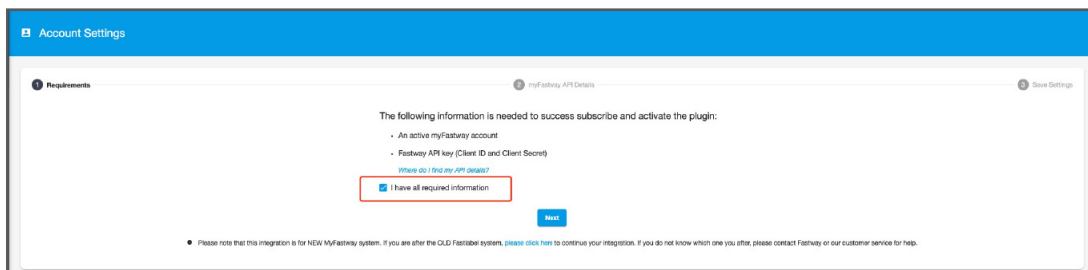 Account Settings
1 Requirements
2 myFastway API Details
3 Save Settings
The following information is needed to success subscribe and activate the plugin:
• An active myFastway account
• Fastway API key (Client ID and Client Secret)
Where do I find my API details?
I have all required information
Next
• Please note that this integration is for NEW MyFastway system. If you are after the OLD Fastlabel system, please click here to continue your integration. If you do not know which one you after, please contact Fastway or our customer service for help.